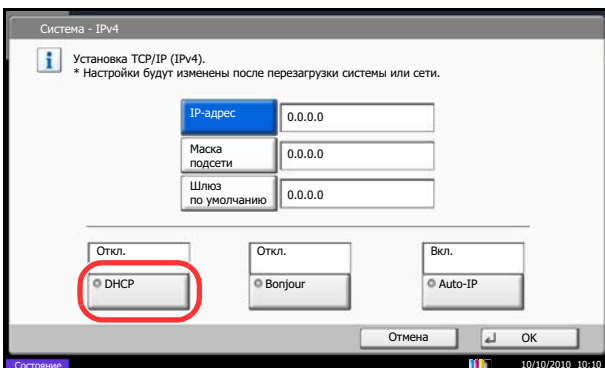 Система - IPv4
Установка TCP/IP (IPv4).
* Настройки будут изменены после перезагрузки системы или сети.
IP-адрес
0.0.0.0
Маска
подсети
0.0.0.0
Шлюз
по умолчанию
0.0.0.0
Откл.
Откл.
Вкл.
DHCP
Bonjour
Auto-IP
Отмена
OK
Состояние
10/10/2010 10:10